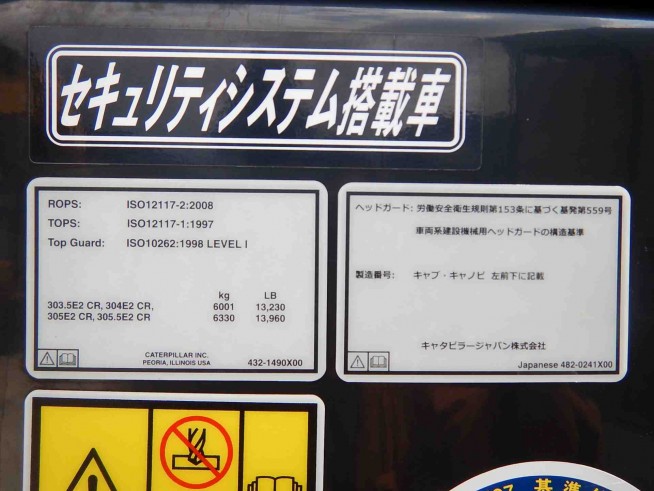 セキュリティシステム搭載車
ROPS: ISO12117-2:2008
TOPS: ISO12117-1:1997
Top Guard: ISO10262:1998 LEVEL I
kg LB
303.5E2 CR, 304E2 CR, 6001 13,230
305E2 CR, 305.5E2 CR 6330 13,960
CATERPILLAR INC.
PEORIA, ILLINOIS USA 432-1490X00
ヘッドガード: 労働安全衛生規則第153条に基づく基発第559号
車両系建設機械用ヘッドガードの構造基準
製造番号: キャブ・キャノピ 左前下に記載
キャタピラージャパン株式会社
Japanese 482-0241X00
基準